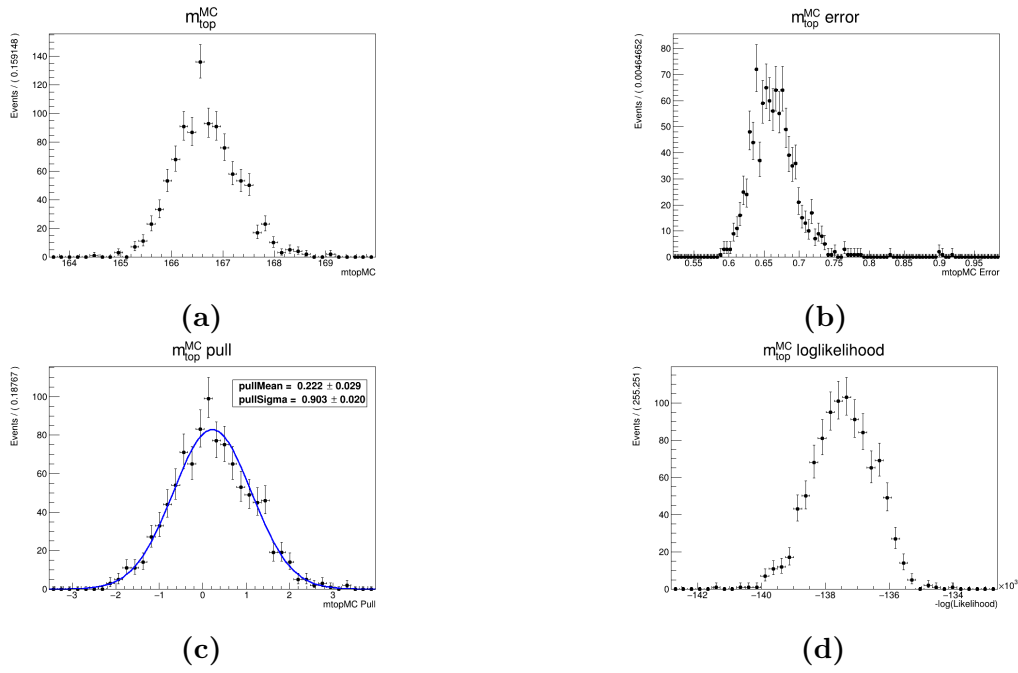 m_top^MC
Events / ( 0.159148 )
140
120
100
80
60
40
20
0
164 165 166 167 168 169
mtopMC
(a)
m_top^MC error
Events / ( 0.00464652 )
80
70
60
50
40
30
20
10
0
0.55 0.6 0.65 0.7 0.75 0.8 0.85 0.9 0.95
mtopMC Error
(b)
m_top^MC pull
Events / ( 0.18767 )
pullMean = 0.222 ± 0.029
pullSigma = 0.903 ± 0.020
100
80
60
40
20
0
−3 −2 −1 0 1 2 3
mtopMC Pull
(c)
m_top^MC loglikelihood
Events / ( 255.251 )
100
80
60
40
20
0
−142 −140 −138 −136 −134
×10³
-log(Likelihood)
(d)